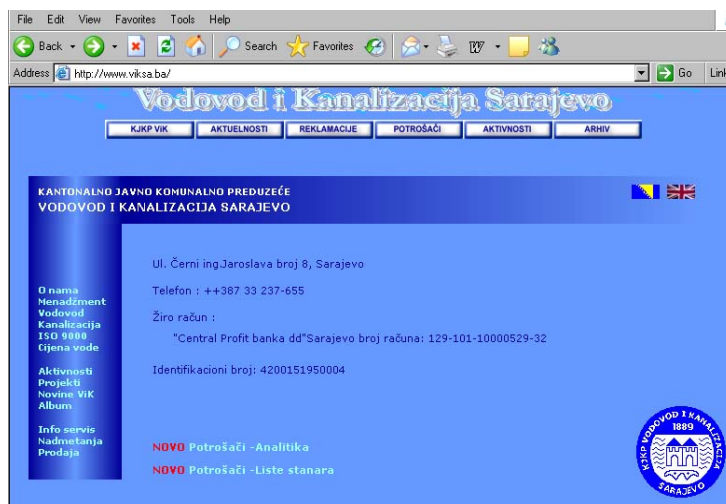 File Edit View Favorites Tools Help
Back Search Favorites
Address http://www.viksa.ba/ Go Link
Vodovod i Kanalizacija Sarajevo
KJKP ViK AKTUELNOSTI REKLAMACIJE POTROŠAČI AKTIVNOSTI ARHIV
KANTONALNO JAVNO KOMUNALNO PREDUZEĆE
VODOVOD I KANALIZACIJA SARAJEVO
O nama
Menadžment
Vodovod
Kanalizacija
ISO 9000
Cijena vode
Aktivnosti
Projekti
Novine ViK
Album
Info servis
Nadmetanja
Prodaja
Ul. Černi ing.Jaroslava broj 8, Sarajevo
Telefon : ++387 33 237-655
Žiro račun :
"Central Profit banka dd"Sarajevo broj računa: 129-101-10000529-32
Identifikacioni broj: 4200151950004
NOVO Potrošači -Analitika
NOVO Potrošači -Liste stanara
KJKP VODOVOD I KANALIZACIJA
1889
SARAJEVO